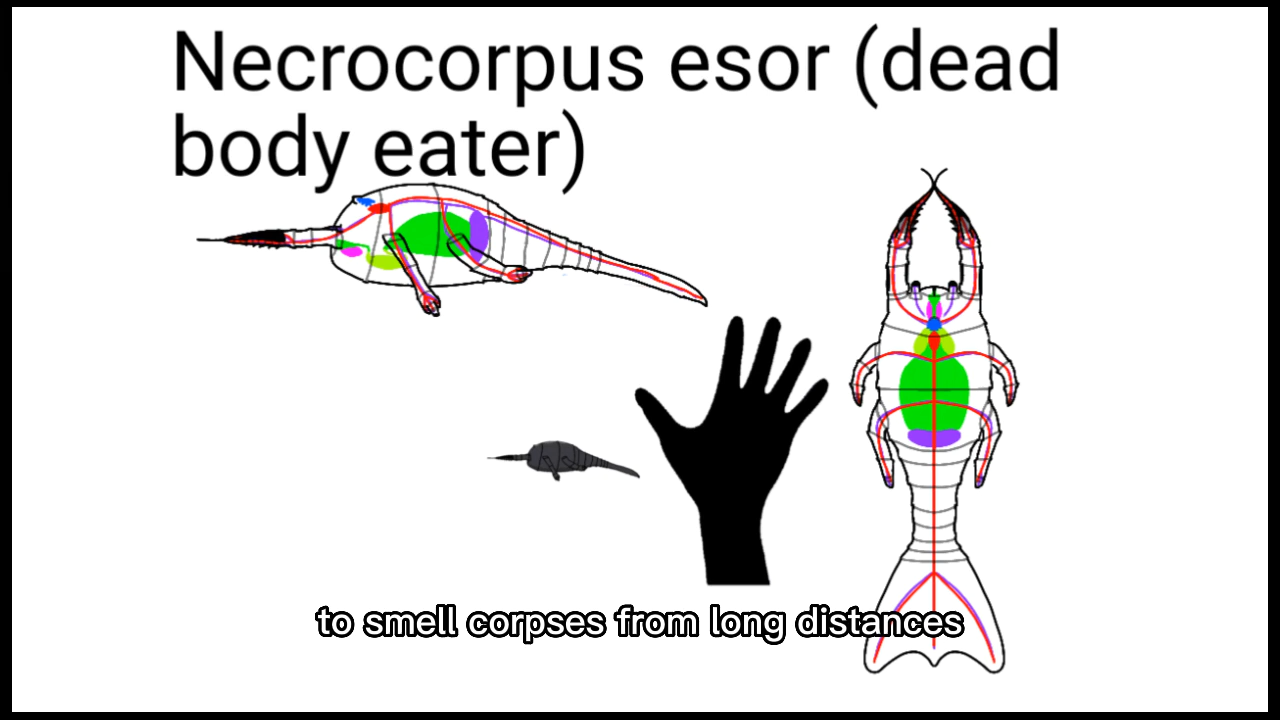 Necrocorpus esor (dead
body eater)
to smell corpses from long distances